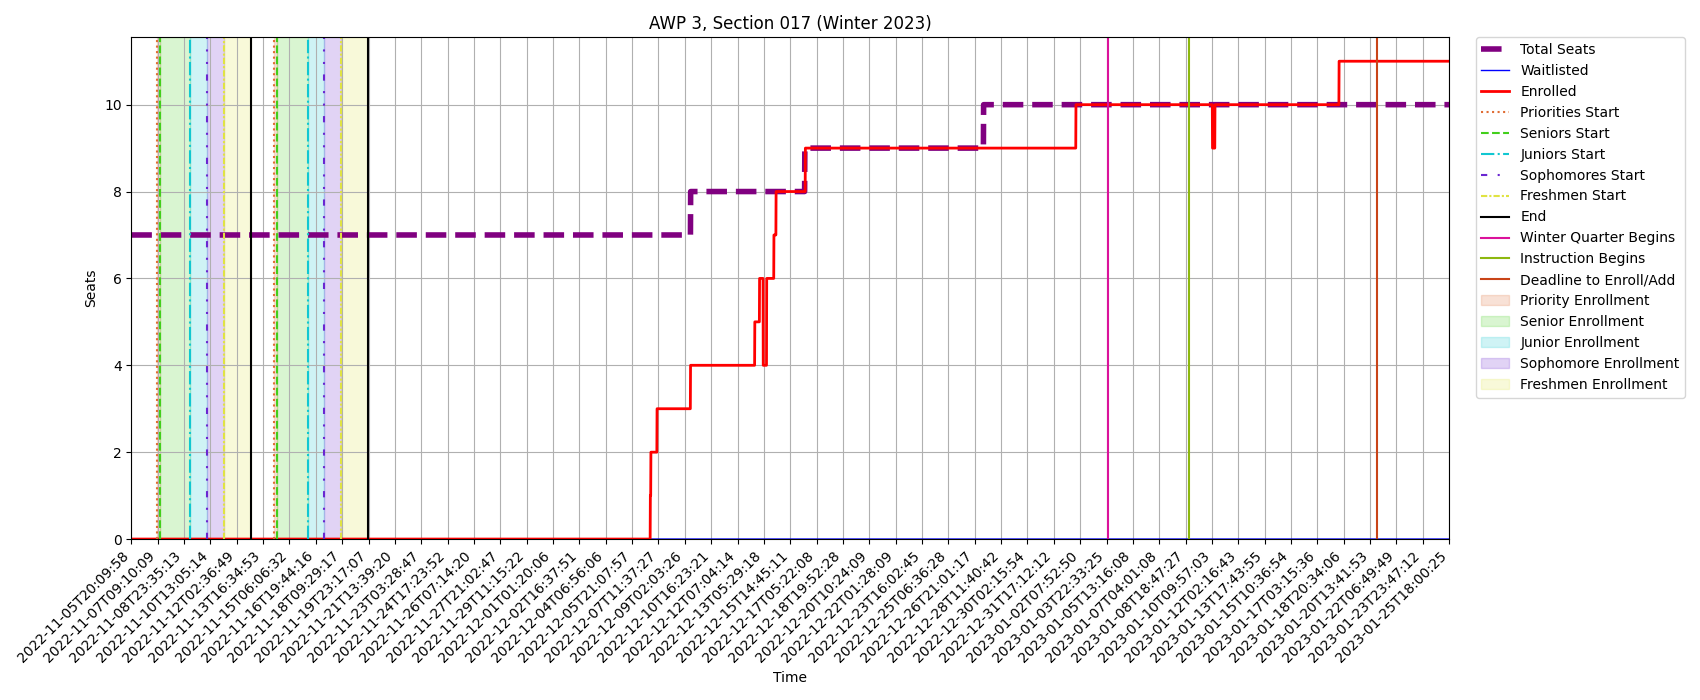 AWP 3, Section 017 (Winter 2023)
Seats
10
8
6
4
2
0
2022-11-05T20:09:58
2022-11-07T09:10:09
2022-11-08T23:35:13
2022-11-10T13:05:14
2022-11-12T02:36:49
2022-11-13T16:34:53
2022-11-15T06:06:32
2022-11-16T19:44:16
2022-11-18T09:29:17
2022-11-19T23:17:07
2022-11-21T13:39:20
2022-11-23T03:28:47
2022-11-24T17:23:52
2022-11-26T07:14:20
2022-11-27T21:02:47
2022-11-29T11:15:22
2022-12-01T01:20:06
2022-12-02T16:37:51
2022-12-04T06:56:06
2022-12-05T21:07:57
2022-12-07T11:37:27
2022-12-09T02:03:26
2022-12-10T16:23:21
2022-12-12T07:04:14
2022-12-13T05:29:18
2022-12-15T14:45:11
2022-12-17T05:22:08
2022-12-18T19:52:28
2022-12-20T10:24:09
2022-12-22T01:28:09
2022-12-23T16:02:45
2022-12-25T06:36:28
2022-12-26T21:01:17
2022-12-28T11:40:42
2022-12-30T02:15:54
2022-12-31T17:12:12
2023-01-02T07:52:50
2023-01-03T22:33:25
2023-01-05T13:16:08
2023-01-07T04:01:08
2023-01-08T18:47:27
2023-01-10T09:57:03
2023-01-12T02:16:43
2023-01-13T17:43:55
2023-01-15T10:36:54
2023-01-17T03:15:36
2023-01-18T20:34:06
2023-01-20T13:41:53
2023-01-22T06:49:49
2023-01-23T23:47:12
2023-01-25T18:00:25
Time
Total Seats
Waitlisted
Enrolled
Priorities Start
Seniors Start
Juniors Start
Sophomores Start
Freshmen Start
End
Winter Quarter Begins
Instruction Begins
Deadline to Enroll/Add
Priority Enrollment
Senior Enrollment
Junior Enrollment
Sophomore Enrollment
Freshmen Enrollment